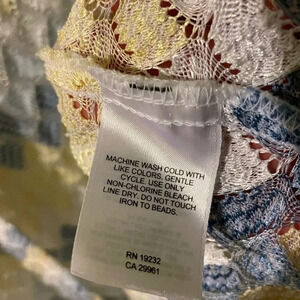 MACHINE WASH COLD WITH
LIKE COLORS, GENTLE
CYCLE. USE ONLY
NON-CHLORINE BLEACH.
LINE DRY. DO NOT TOUCH
IRON TO BEADS.
RN 19232
CA 29961